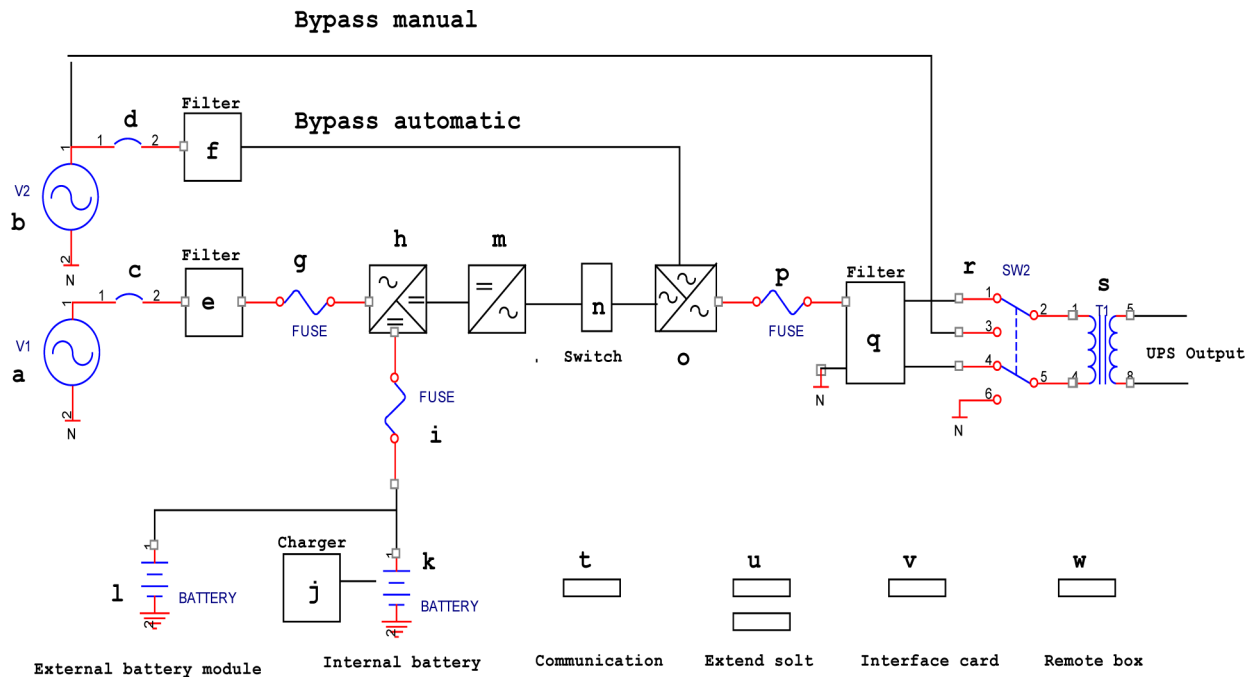 Bypass manual
Filter
d
1
2
1
f
Bypass automatic
V2
b
2
N
Filter
c
g
h
m
1
2
1
e
FUSE
V1
a
2
N
n
Switch
o
p
FUSE
Filter
q
N
r
SW2
1
2
3
4
5
6
N
s
T1
1
5
4
8
UPS Output
FUSE
i
Charger
j
1
k
BATTERY
2
1
l
BATTERY
2
External battery module
Internal battery
t
Communication
u
Extend solt
v
Interface card
w
Remote box